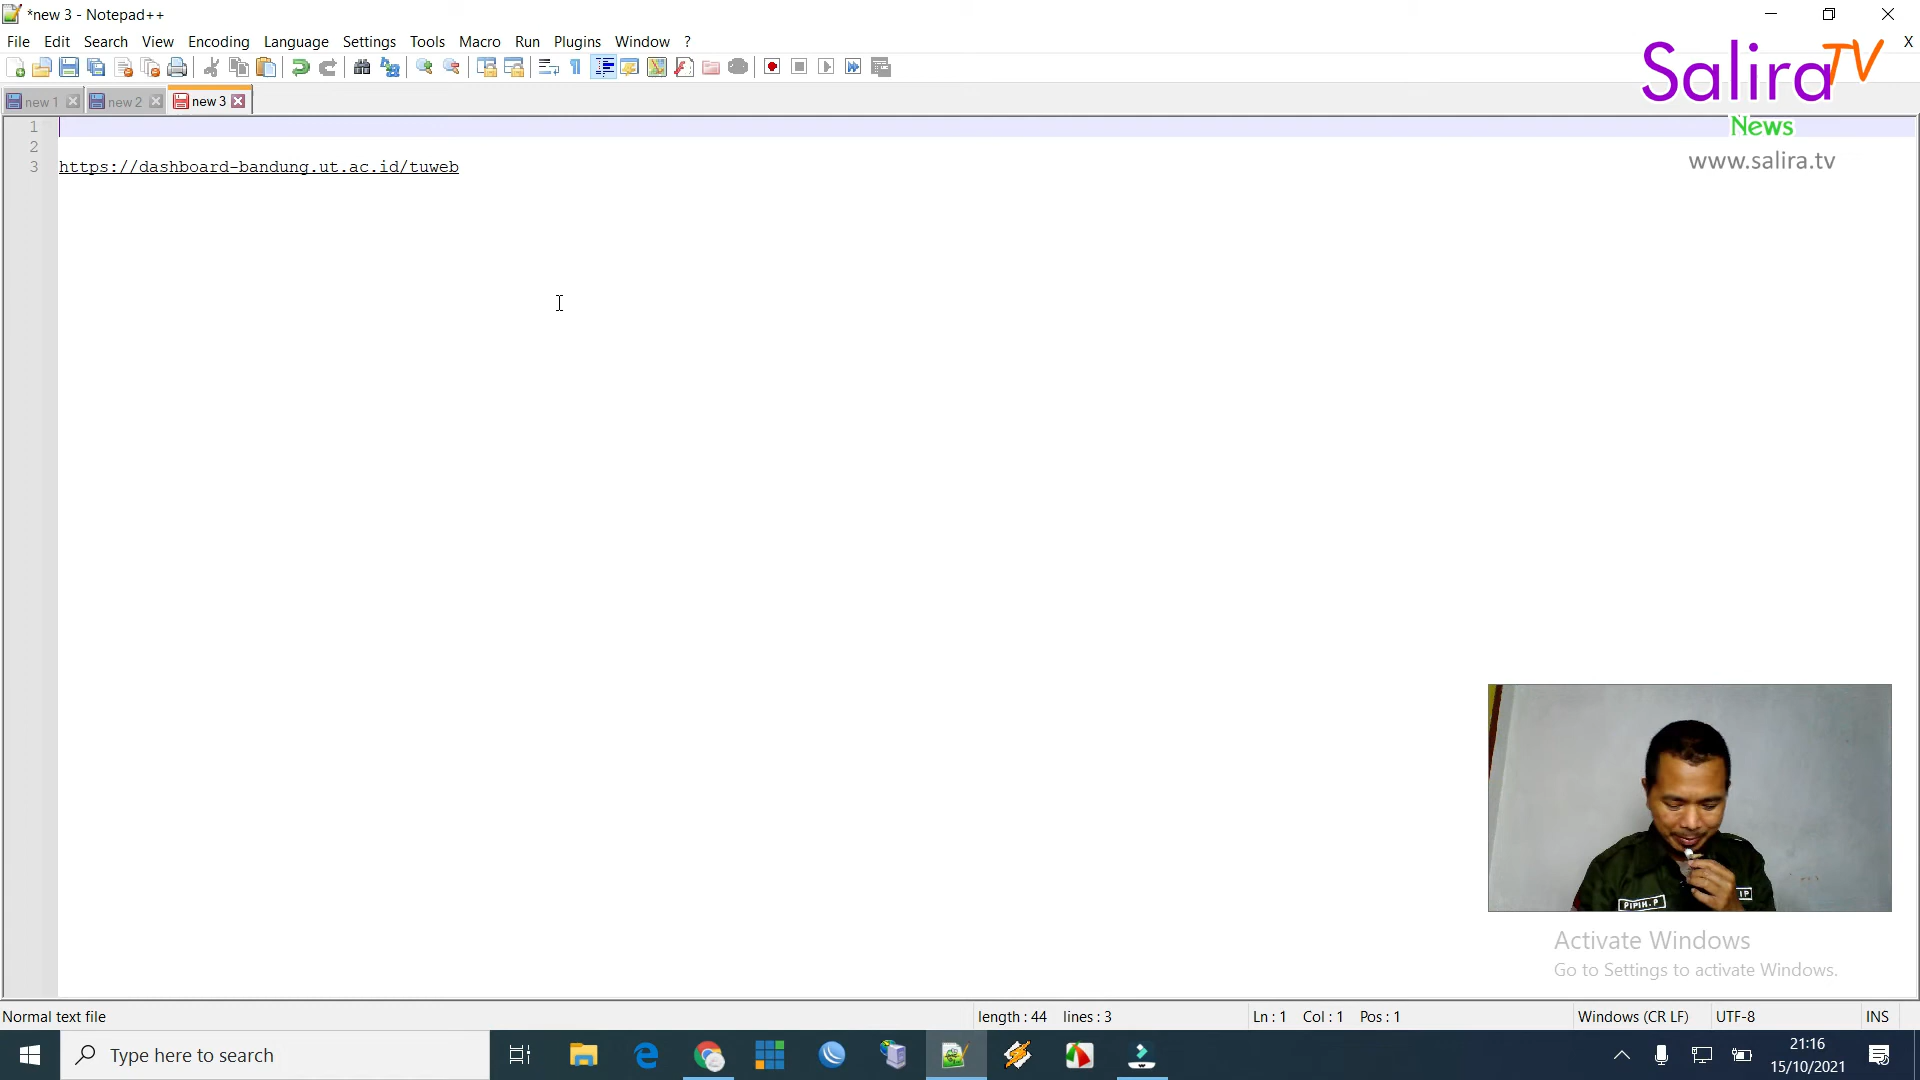 *new 3 - Notepad++
File Edit Search View Encoding Language Settings Tools Macro Run Plugins Window ?
X
SaliraTV
News
www.salira.tv
new 1
new 2
new 3
1
2
3 https://dashboard-bandung.ut.ac.id/tuweb
PIPIH.P
IP
Activate Windows
Go to Settings to activate Windows.
Normal text file
length : 44 lines : 3
Ln : 1 Col : 1 Pos : 1
Windows (CR LF)
UTF-8
INS
Type here to search
21:16
15/10/2021